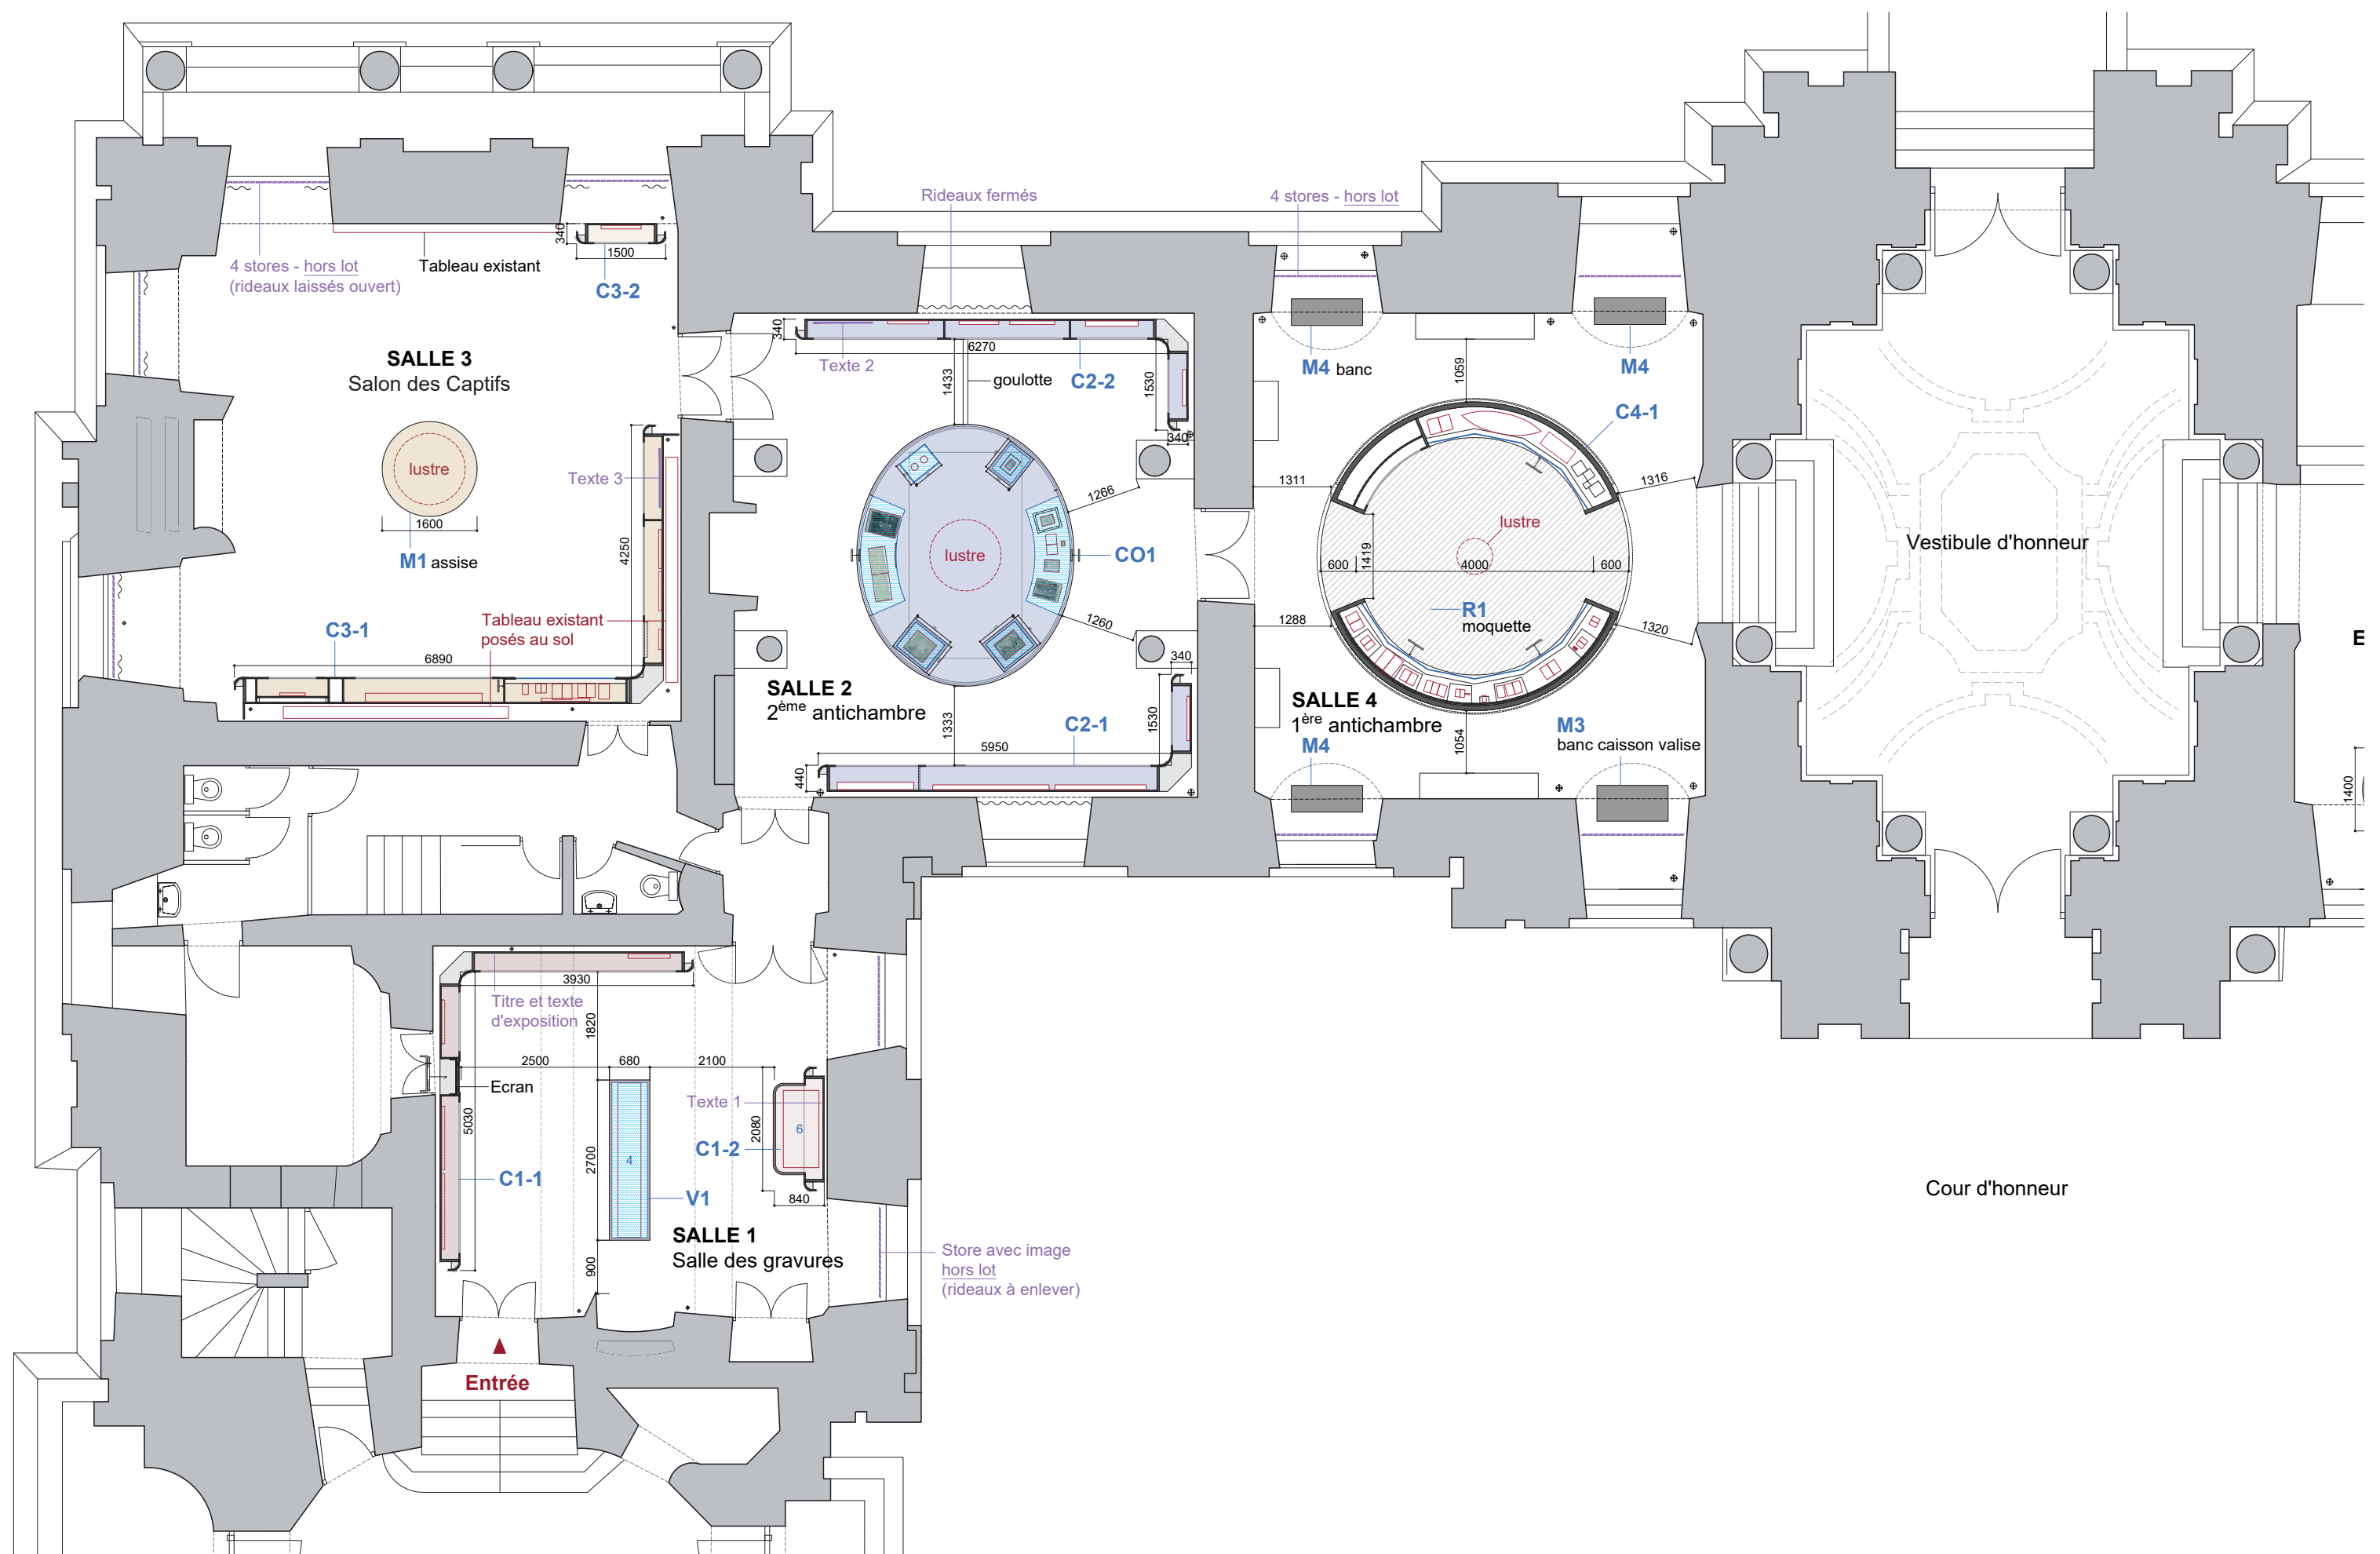 Rideaux fermés
4 stores - hors lot
4 stores - hors lot
(rideaux laissés ouvert)
Tableau existant
340
1500
C3-2
SALLE 3
Salon des Captifs
lustre
1600
M1 assise
Texte 3
4250
Tableau existant
posés au sol
C3-1
6890
340
6270
Texte 2
1433
goulotte
C2-2
1530
340
1266
lustre
CO1
1260
340
SALLE 2
2ème antichambre
1333
C2-1
1530
5950
440
M4 banc
M4
1059
C4-1
1311
1316
lustre
600
1419
4000
600
R1
moquette
1288
1320
SALLE 4
1ère antichambre
M4
1054
M3
banc caisson valise
Vestibule d'honneur
E
1400
3930
Titre et texte
d'exposition
1820
2500
680
2100
Ecran
5030
Texte 1
2080
6
C1-2
2700
4
C1-1
V1
840
SALLE 1
Salle des gravures
900
Store avec image
hors lot
(rideaux à enlever)
Entrée
Cour d'honneur